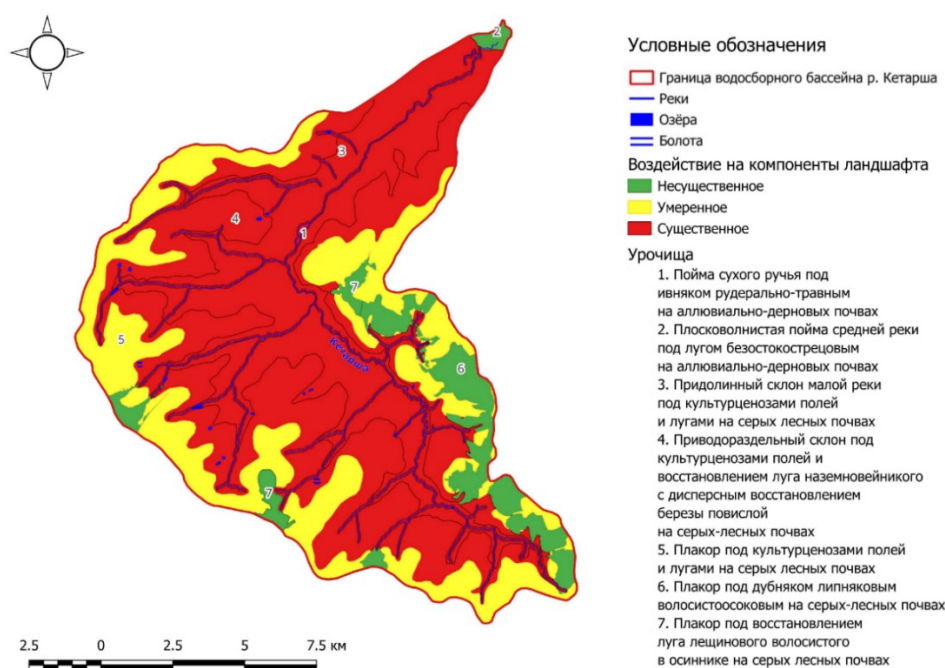 2
3
4
1
7
5
6
Кетарша
7
2.5 0 2.5 5 7.5 км
Условные обозначения
Граница водосборного бассейна р. Кетарша
Реки
Озёра
Болота
Воздействие на компоненты ландшафта
Несущественное
Умеренное
Существенное
Урочища
1. Пойма сухого ручья под
ивняком рудерально-травным
на аллювиально-дерновых почвах
2. Плосковолнистая пойма средней реки
под лугом безостокострецовым
на аллювиально-дерновых почвах
3. Придолинный склон малой реки
под культурценозами полей
и лугами на серых лесных почвах
4. Приводораздельный склон под
культурценозами полей и
восстановлением луга наземновейникого
с дисперсным восстановлением
березы повислой
на серых-лесных почвах
5. Плакор под культурценозами полей
и лугами на серых лесных почвах
6. Плакор под дубняком липняковым
волосистоосоковым на серых-лесных почвах
7. Плакор под восстановлением
луга лещинового волосистого
в осиннике на серых лесных почвах